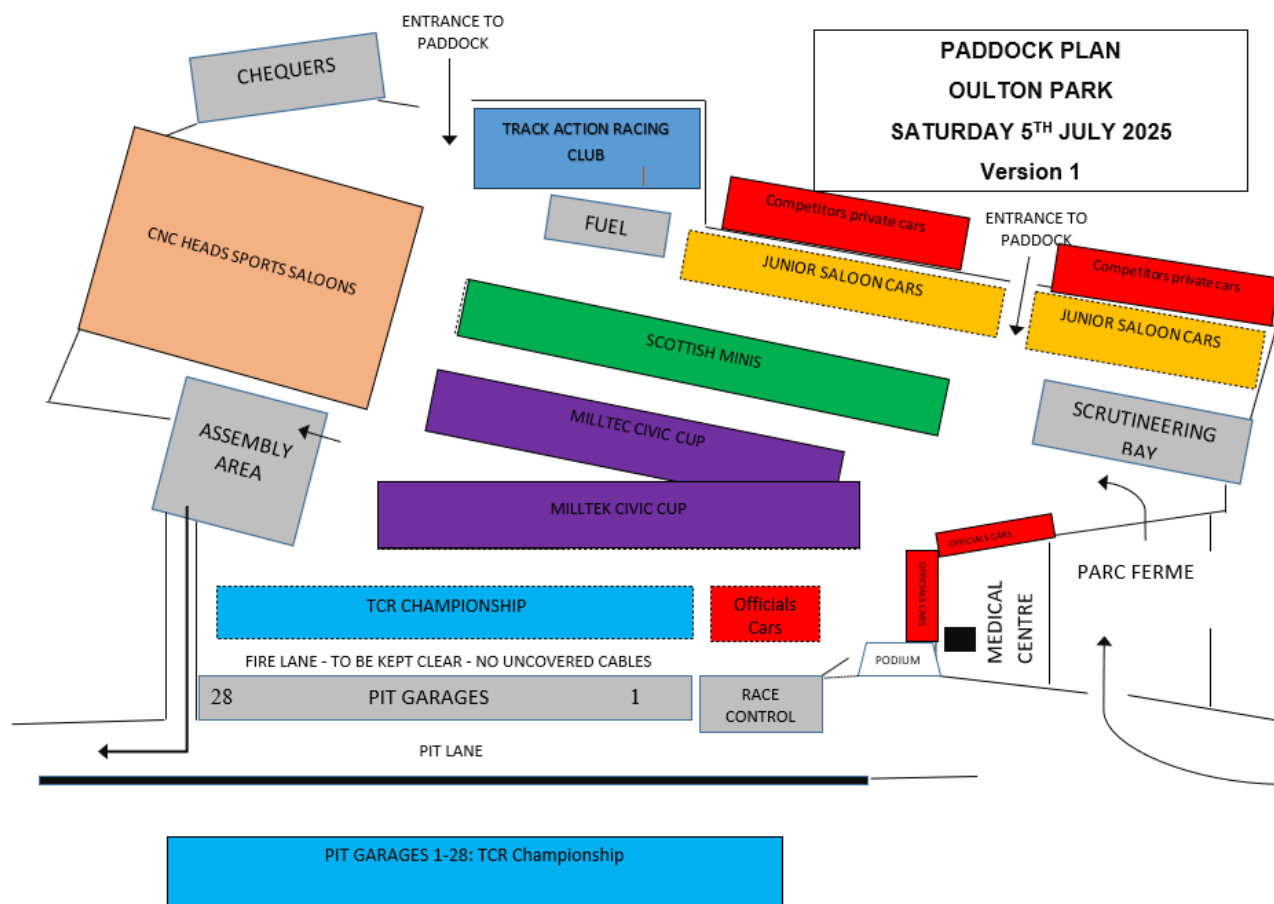 ENTRANCE TO
PADDOCK
CHEQUERS
PADDOCK PLAN
OULTON PARK
SATURDAY 5TH JULY 2025
Version 1
TRACK ACTION RACING
CLUB
FUEL
Competitors private cars
ENTRANCE TO
PADDOCK
Competitors private cars
CNC HEADS SPORTS SALOONS
JUNIOR SALOON CARS
JUNIOR SALOON CARS
SCOTTISH MINIS
ASSEMBLY
AREA
MILLTEC CIVIC CUP
SCRUTINEERING
BAY
MILLTEK CIVIC CUP
OFFICIALS CARS
OFFICIALS CARS
PARC FERME
MEDICAL
CENTRE
TCR CHAMPIONSHIP
Officials
Cars
FIRE LANE - TO BE KEPT CLEAR - NO UNCOVERED CABLES
PODIUM
28 PIT GARAGES 1
RACE
CONTROL
PIT LANE
PIT GARAGES 1-28: TCR Championship